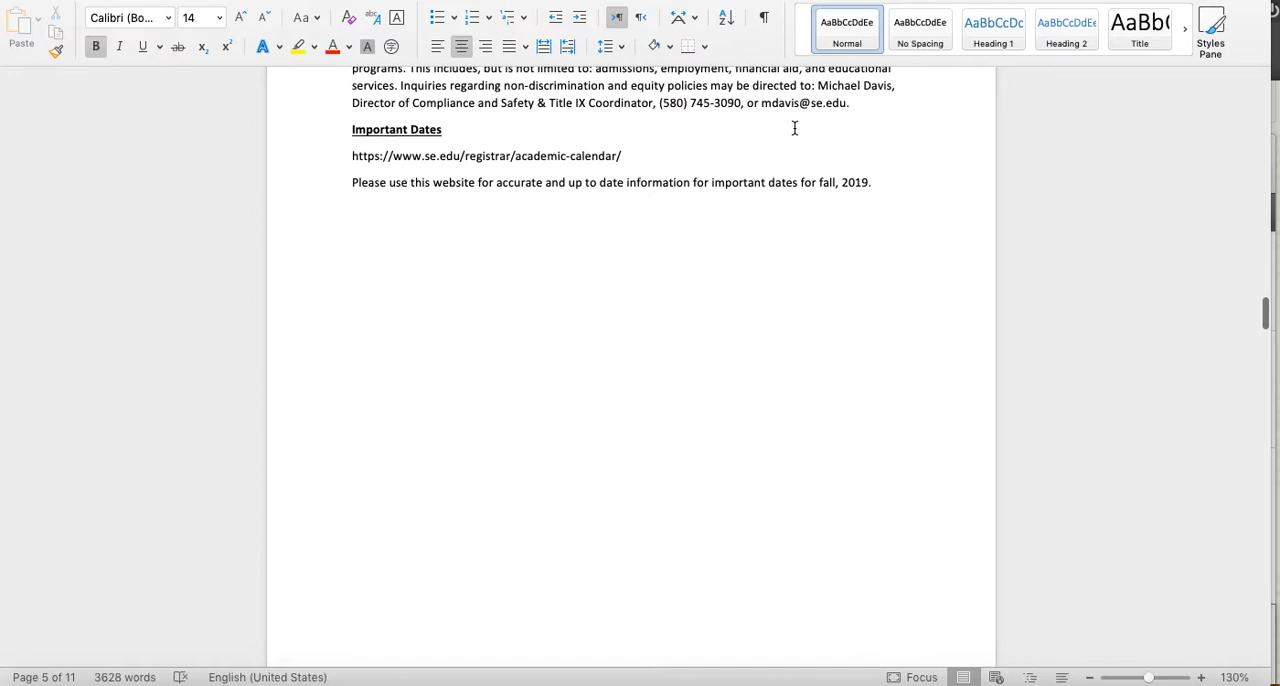 Calibri (Bo...
14
Aa
A
A
Paste
B
I
U
ab
X₂
X²
A
A
A
AaBbCcDdEe
Normal
AaBbCcDdEe
No Spacing
AaBbCcDc
Heading 1
AaBbCcDdEe
Heading 2
AaBb(
Title
Styles
Pane
programs. This includes, but is not limited to: admissions, employment, financial aid, and educational
services. Inquiries regarding non-discrimination and equity policies may be directed to: Michael Davis,
Director of Compliance and Safety & Title IX Coordinator, (580) 745-3090, or mdavis@se.edu.
Important Dates
https://www.se.edu/registrar/academic-calendar/
Please use this website for accurate and up to date information for important dates for fall, 2019.
Page 5 of 11
3628 words
English (United States)
Focus
130%